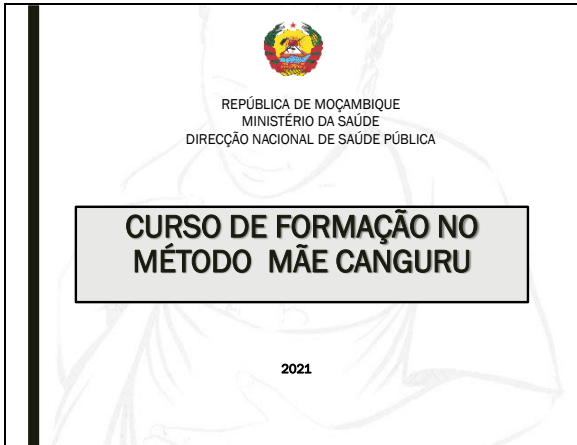 REPÚBLICA DE MOÇAMBIQUE
MINISTÉRIO DA SAÚDE
DIRECÇÃO NACIONAL DE SAÚDE PÚBLICA
CURSO DE FORMAÇÃO NO
MÉTODO MÃE CANGURU
2021